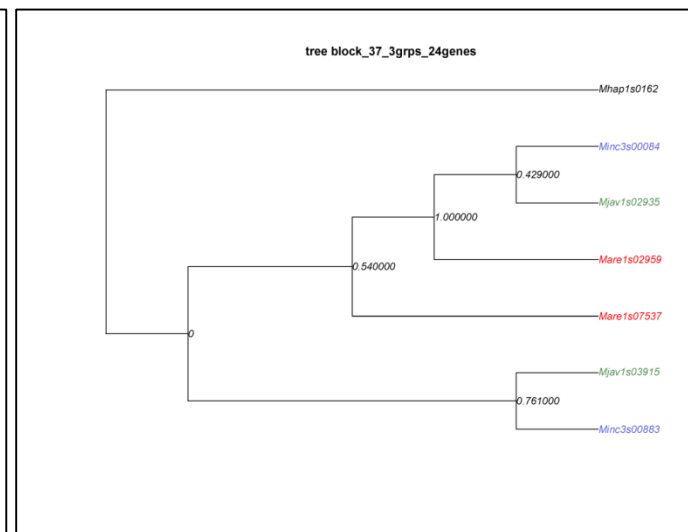 tree block_37_3grps_24genes
Mhap1s0162
Minc3s00084
0.429000
Mjav1s02935
1.000000
Mare1s02959
0.540000
Mare1s07537
0
Mjav1s03915
0.761000
Minc3s00883